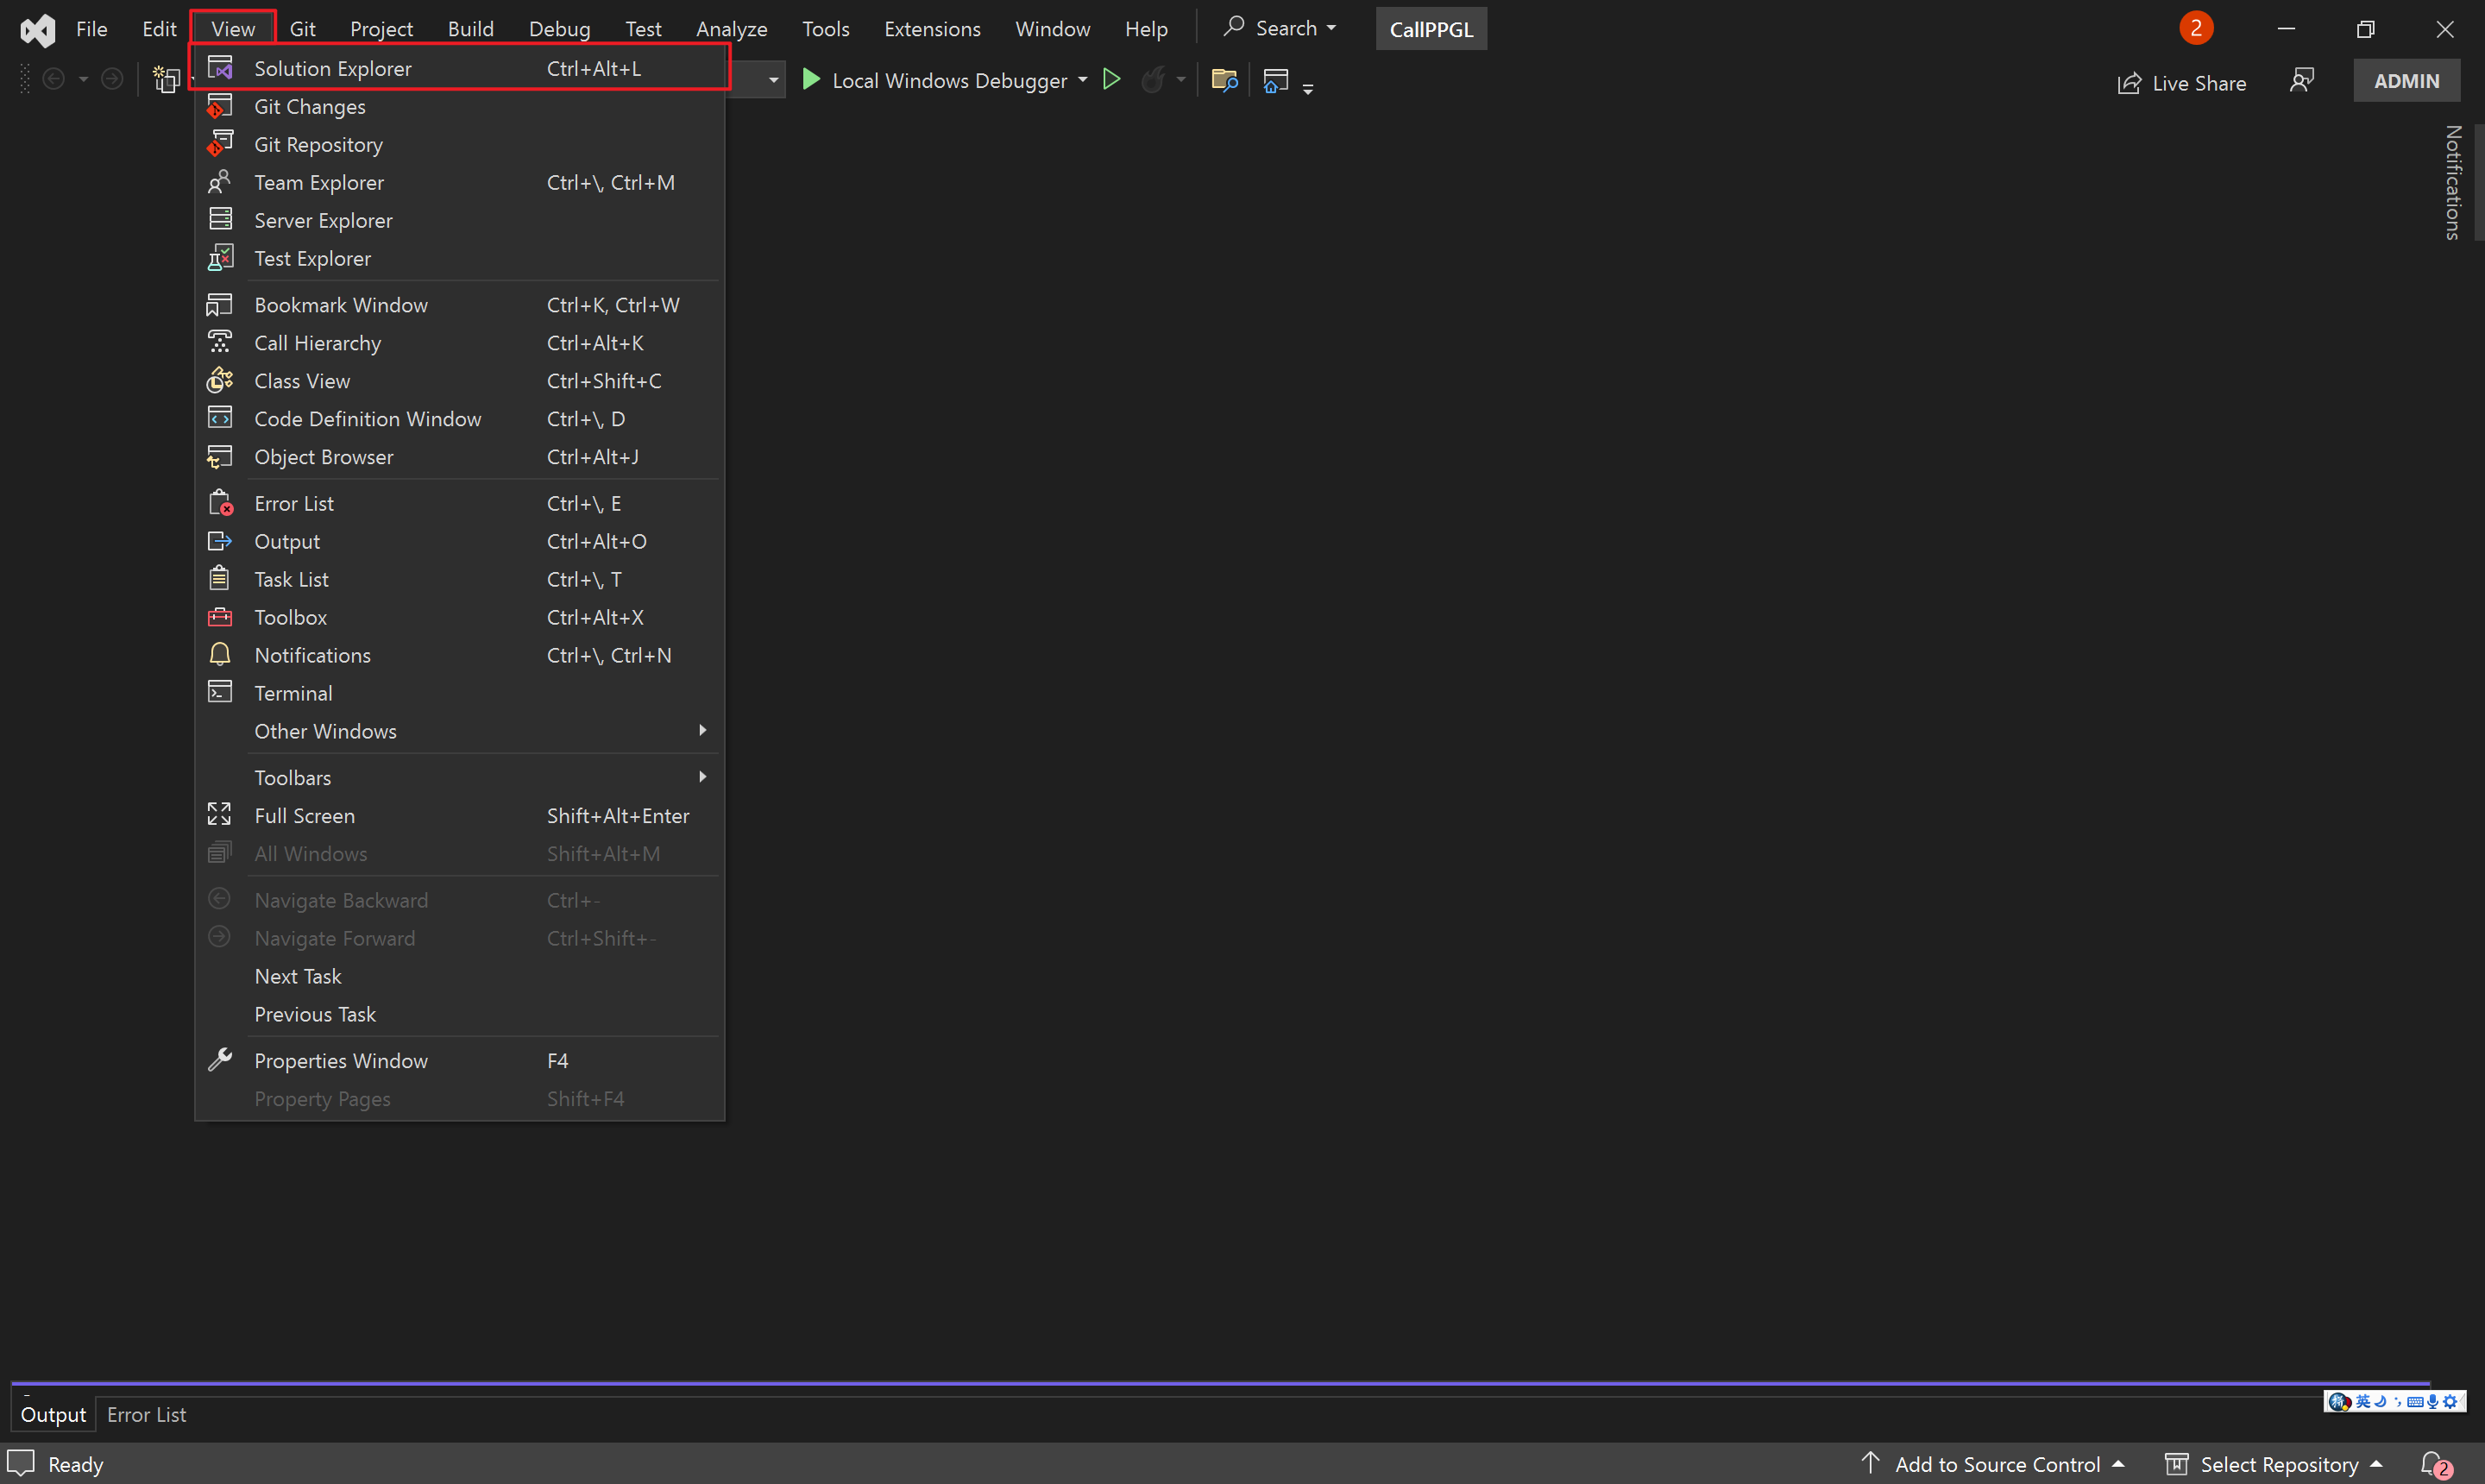 File Edit View Git Project Build Debug Test Analyze Tools Extensions Window Help Search CallPPGL 2
Local Windows Debugger Live Share ADMIN
Solution Explorer Ctrl+Alt+L
Git Changes
Git Repository
Team Explorer Ctrl+\, Ctrl+M
Server Explorer
Test Explorer
Bookmark Window Ctrl+K, Ctrl+W
Call Hierarchy Ctrl+Alt+K
Class View Ctrl+Shift+C
Code Definition Window Ctrl+\, D
Object Browser Ctrl+Alt+J
Error List Ctrl+\, E
Output Ctrl+Alt+O
Task List Ctrl+\, T
Toolbox Ctrl+Alt+X
Notifications Ctrl+\, Ctrl+N
Terminal
Other Windows
Toolbars
Full Screen Shift+Alt+Enter
All Windows Shift+Alt+M
Navigate Backward Ctrl+-
Navigate Forward Ctrl+Shift+-
Next Task
Previous Task
Properties Window F4
Property Pages Shift+F4
Notifications
Output Error List
英
Ready Add to Source Control Select Repository 2